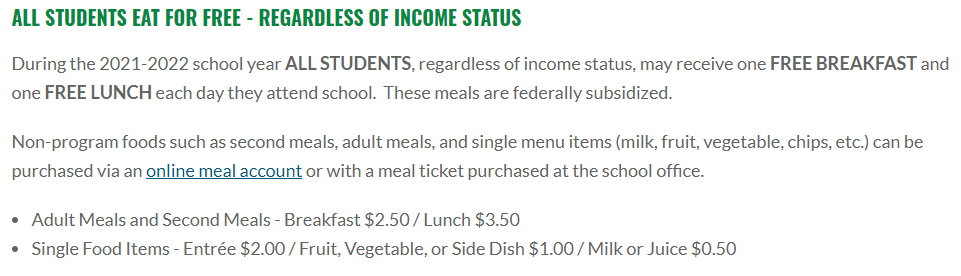 ALL STUDENTS EAT FOR FREE - REGARDLESS OF INCOME STATUS
During the 2021-2022 school year ALL STUDENTS, regardless of income status, may receive one FREE BREAKFAST and
one FREE LUNCH each day they attend school. These meals are federally subsidized.
Non-program foods such as second meals, adult meals, and single menu items (milk, fruit, vegetable, chips, etc.) can be
purchased via an online meal account or with a meal ticket purchased at the school office.
• Adult Meals and Second Meals - Breakfast $2.50 / Lunch $3.50
• Single Food Items - Entrée $2.00 / Fruit, Vegetable, or Side Dish $1.00 / Milk or Juice $0.50